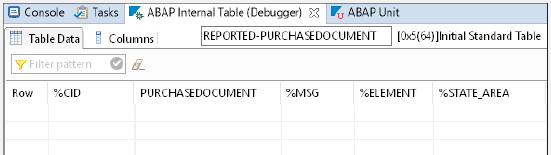 Console Tasks ABAP Internal Table (Debugger) ABAP Unit
Table Data Columns REPORTED-PURCHASEDOCUMENT [0x5(64)]Initial Standard Table
Filter pattern
Row %CID PURCHASEDOCUMENT %MSG %ELEMENT %STATE_AREA